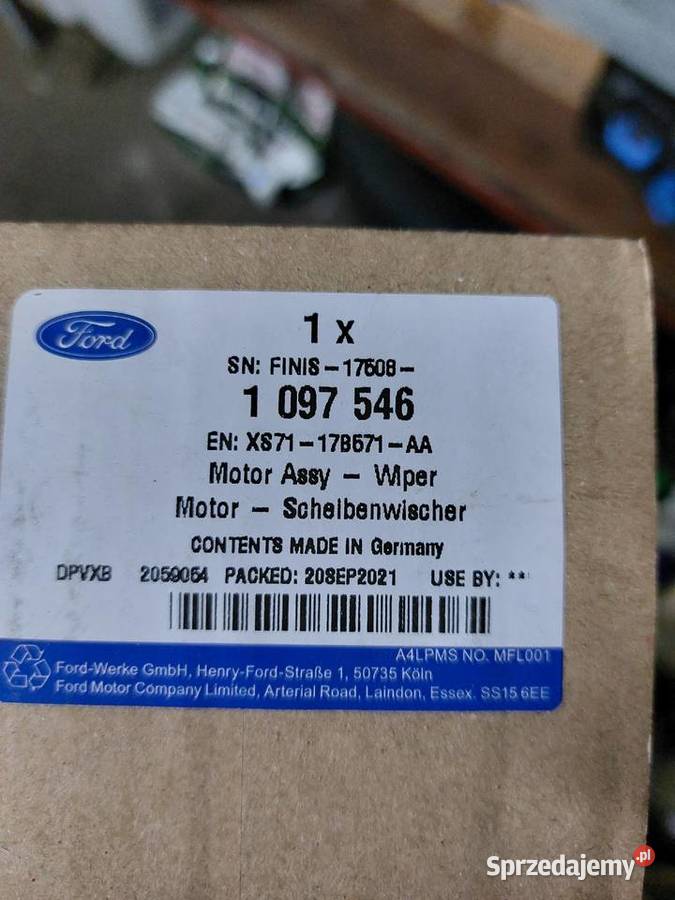 Ford
1 x
SN: FINIS-17508-
1 097 546
EN: XS71-17B571-AA
Motor Assy - Wiper
Motor - Scheibenwischer
CONTENTS MADE IN Germany
DPVXB 2059054 PACKED: 20SEP2021 USE BY: **
A4LPMS NO. MFL001
Ford-Werke GmbH, Henry-Ford-Straße 1, 50735 Köln
Ford Motor Company Limited, Arterial Road, Laindon, Essex. SS15 6EE
Sprzedajemy.pl